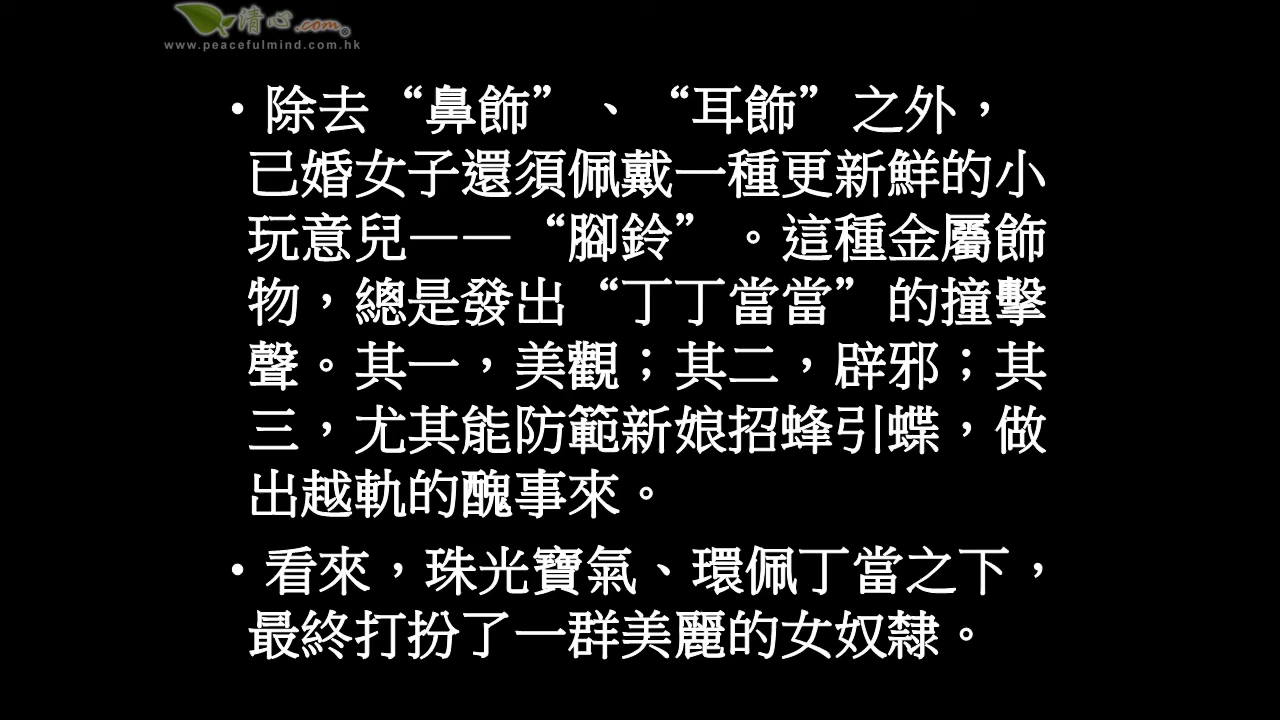 清心.com®
www.peacefulmind.com.hk
• 除去“鼻飾”、“耳飾”之外，
已婚女子還須佩戴一種更新鮮的小
玩意兒——“腳鈴”。這種金屬飾
物，總是發出“丁丁當當”的撞擊
聲。其一，美觀；其二，辟邪；其
三，尤其能防範新娘招蜂引蝶，做
出越軌的醜事來。
• 看來，珠光寶氣、環佩丁當之下，
最終打扮了一群美麗的女奴隸。